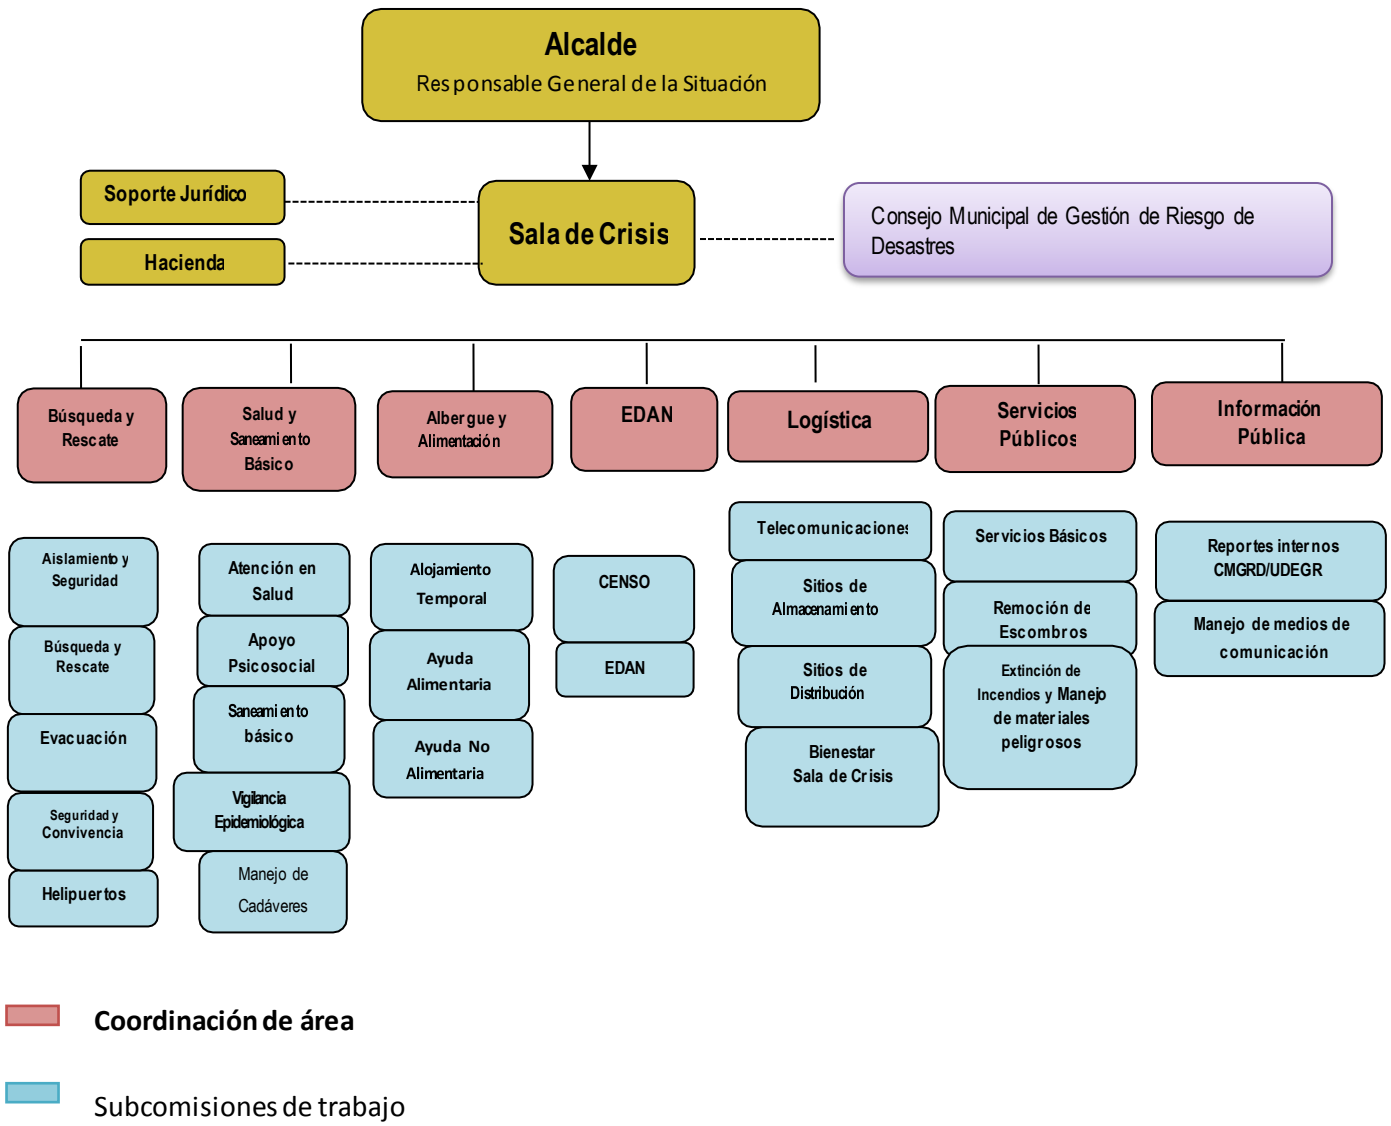 Alcalde
Responsable General de la Situación
Soporte Jurídico
Hacienda
Sala de Crisis
Consejo Municipal de Gestión de Riesgo de
Desastres
Búsqueda y
Rescate
Salud y
Saneamiento
Básico
Albergue y
Alimentación
EDAN
Logística
Servicios
Públicos
Información
Pública
Aislamiento y
Seguridad
Búsqueda y
Rescate
Evacuación
Seguridad y
Convivencia
Helipuertos
Atención en
Salud
Apoyo
Psicosocial
Saneamiento
básico
Vigilancia
Epidemiológica
Manejo de
Cadáveres
Alojamiento
Temporal
Ayuda
Alimentaria
Ayuda No
Alimentaria
CENSO
EDAN
Telecomunicaciones
Sitios de
Almacenamiento
Sitios de
Distribución
Bienestar
Sala de Crisis
Servicios Básicos
Remoción de
Escombros
Extinción de
Incendios y Manejo
de materiales
peligrosos
Reportes internos
CMGRD/UDEGR
Manejo de medios de
comunicación
Coordinación de área
Subcomisiones de trabajo